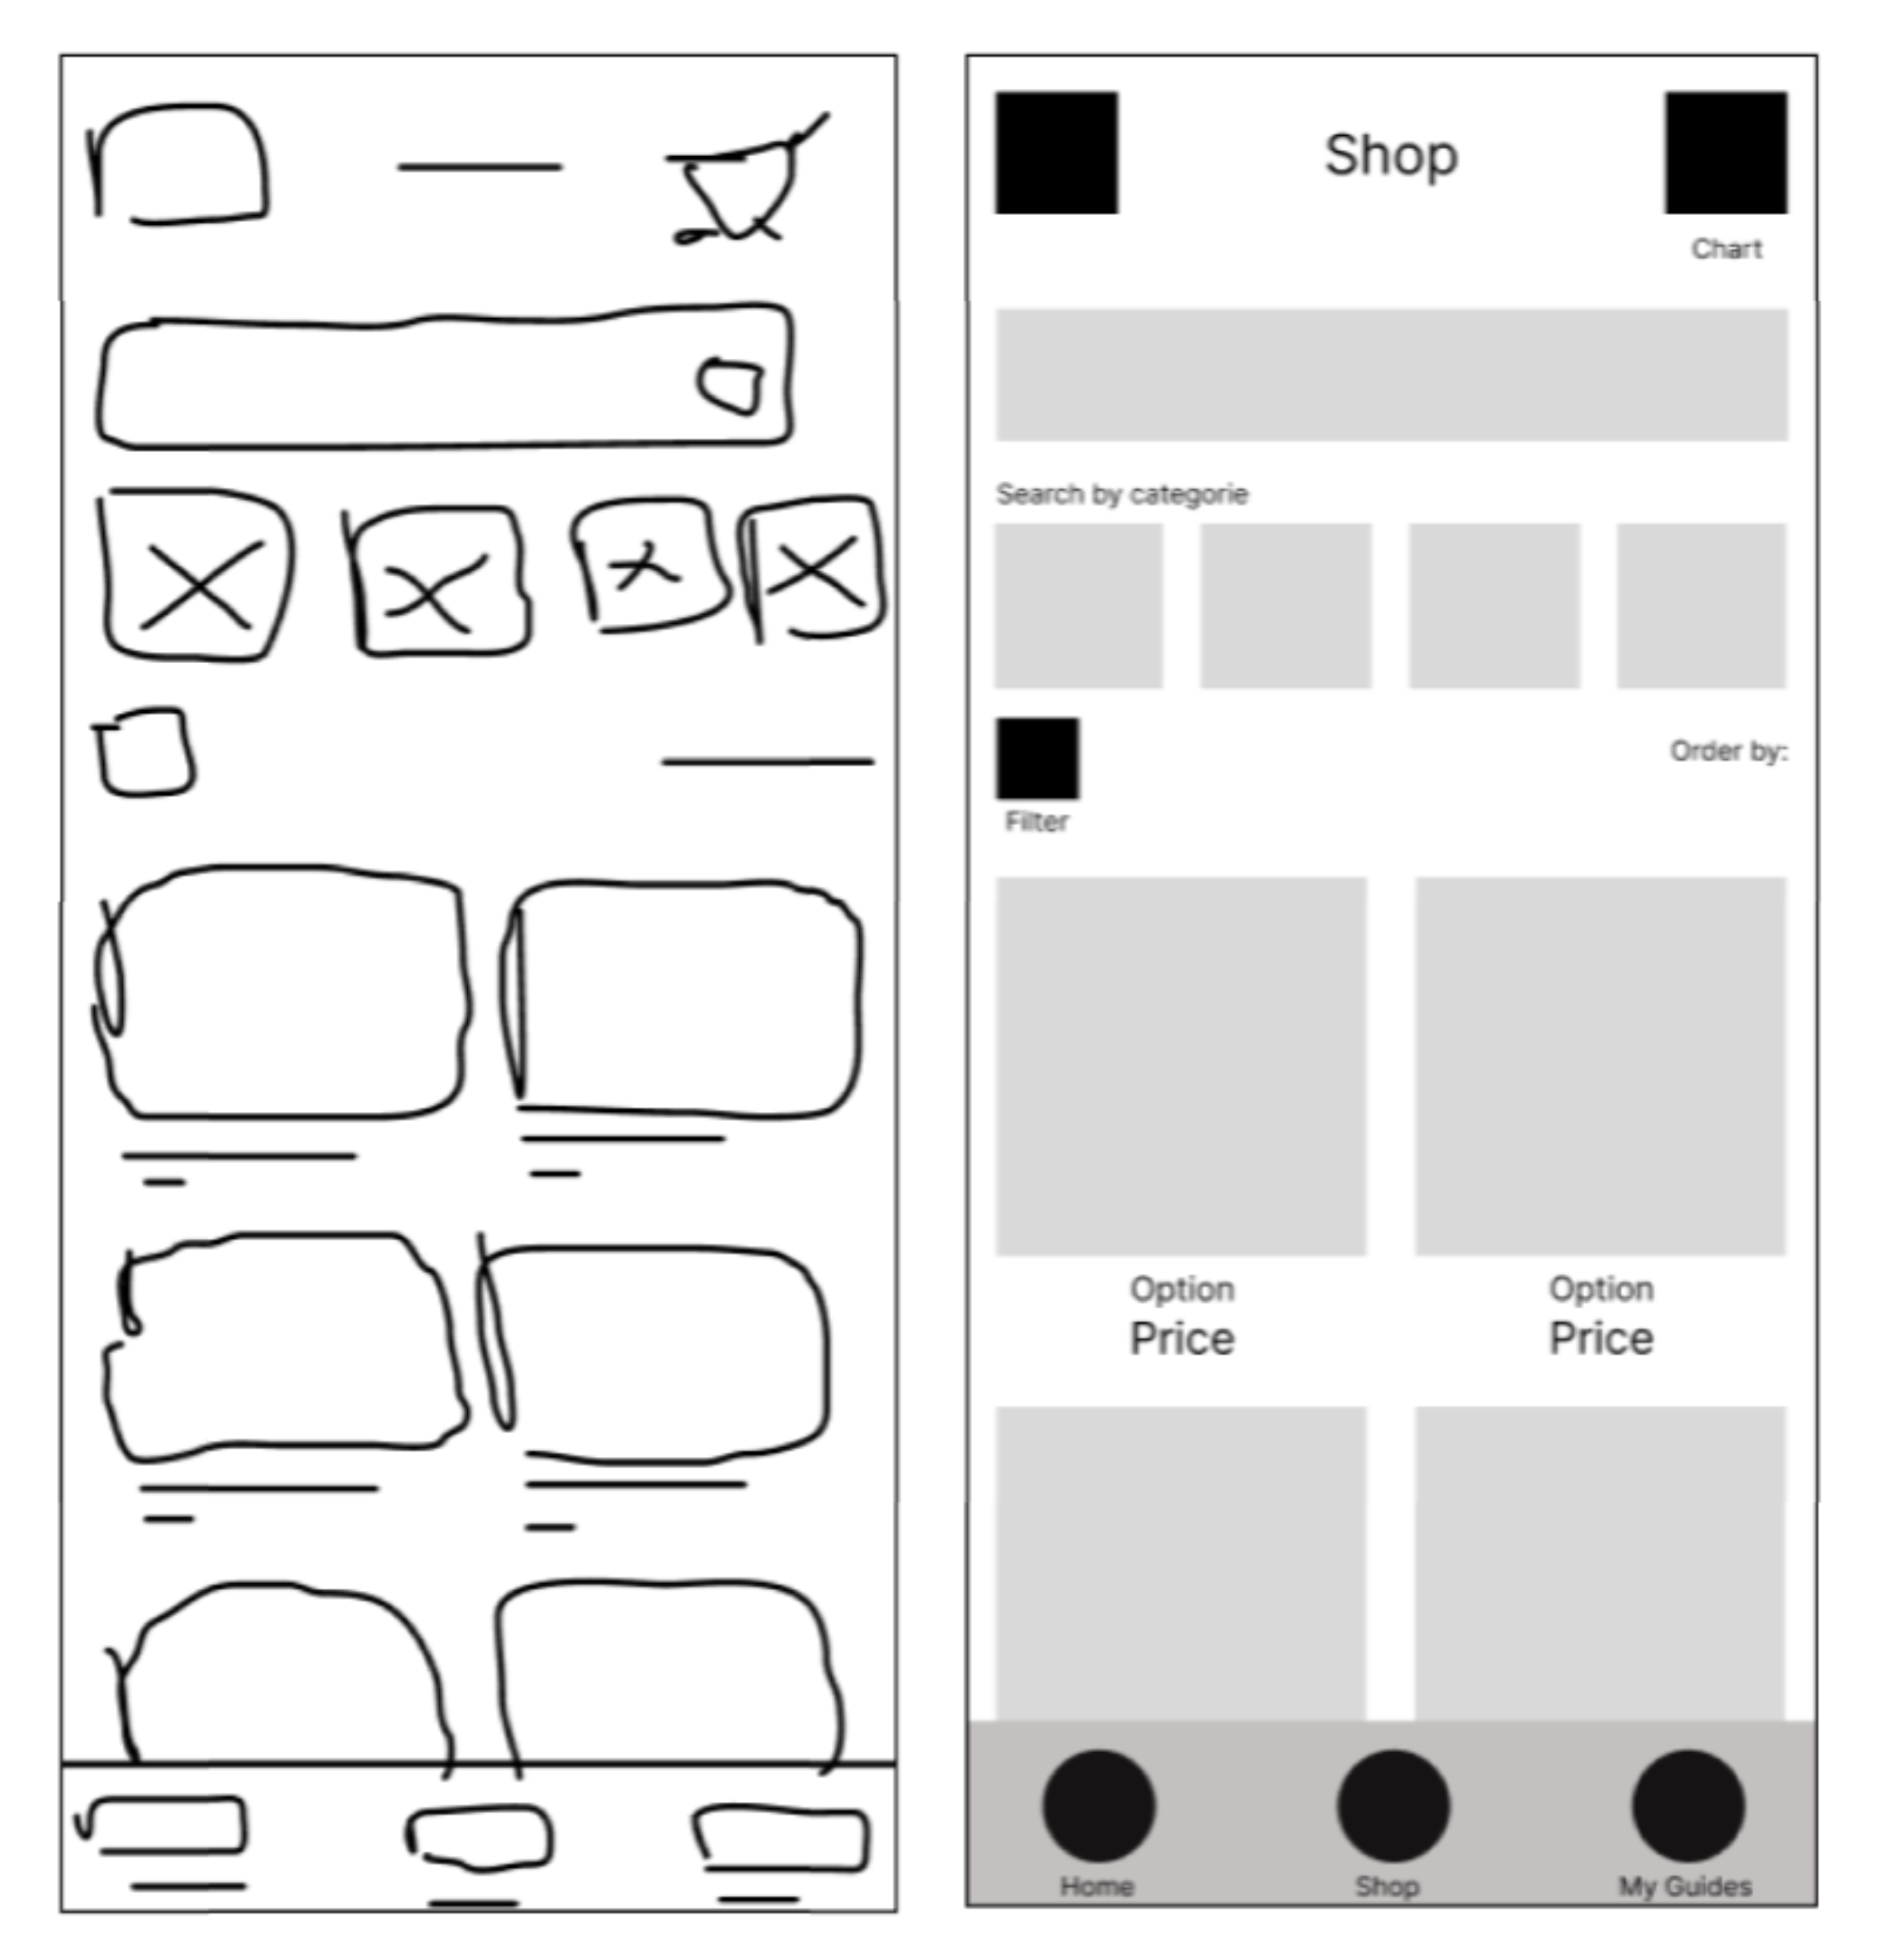 Shop
Chart
Search by categorie
Order by:
Filter
Option
Price
Option
Price
Home
Shop
My Guides